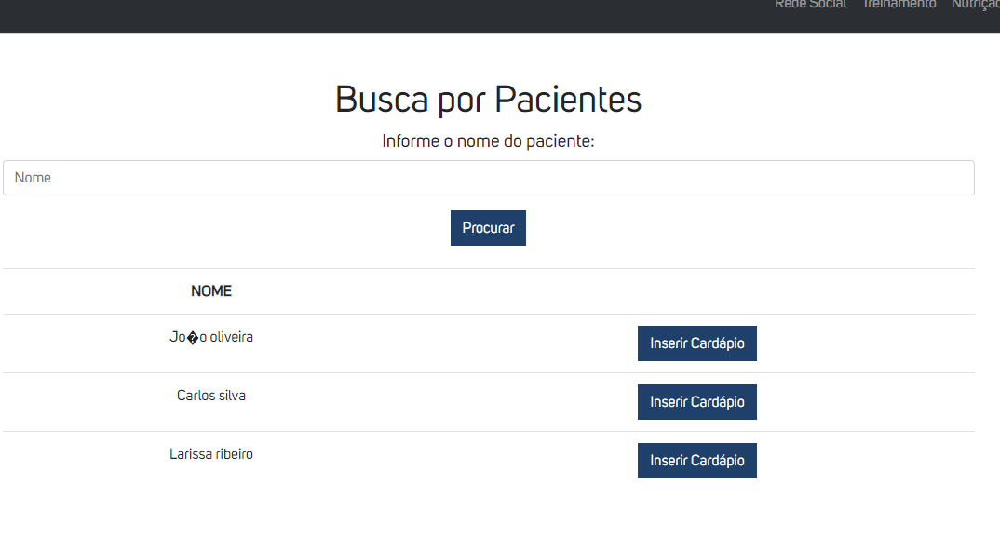 Rede Social Treinamento Nutrição
Busca por Pacientes
Informe o nome do paciente:
Nome
Procurar
NOME
Jo�o oliveira Inserir Cardápio
Carlos silva Inserir Cardápio
Larissa ribeiro Inserir Cardápio